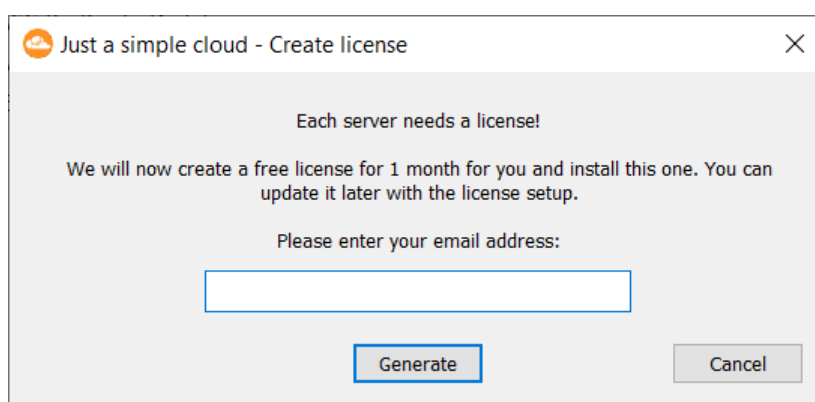 Just a simple cloud - Create license
Each server needs a license!
We will now create a free license for 1 month for you and install this one. You can
update it later with the license setup.
Please enter your email address:
Generate
Cancel